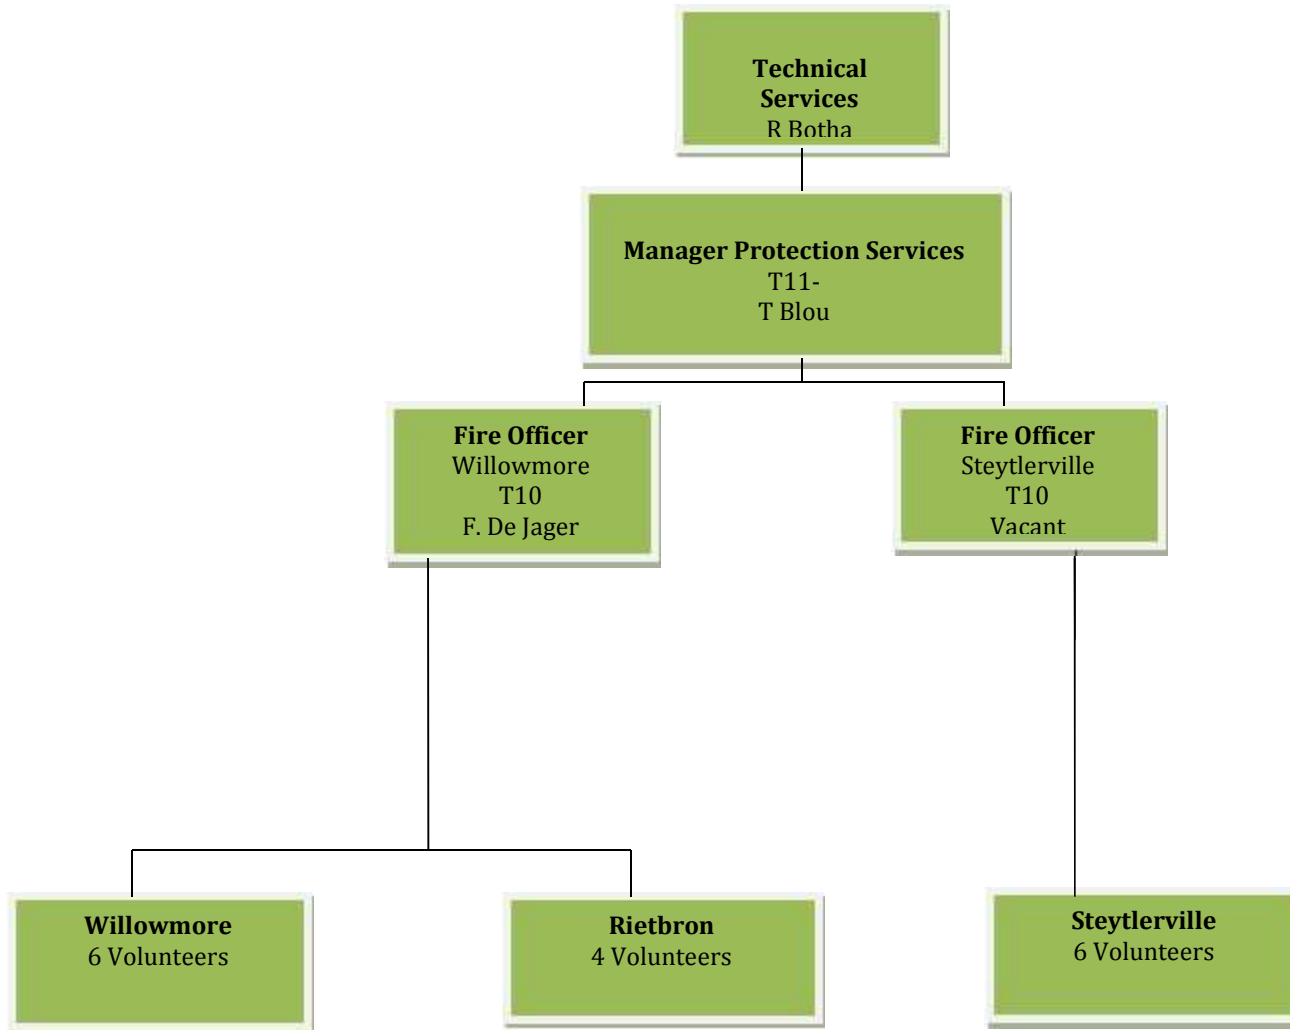 Technical
Services
R Botha
Manager Protection Services
T11-
T Blou
Fire Officer
Willowmore
T10
F. De Jager
Fire Officer
Steytlerville
T10
Vacant
Willowmore
6 Volunteers
Rietbron
4 Volunteers
Steytlerville
6 Volunteers